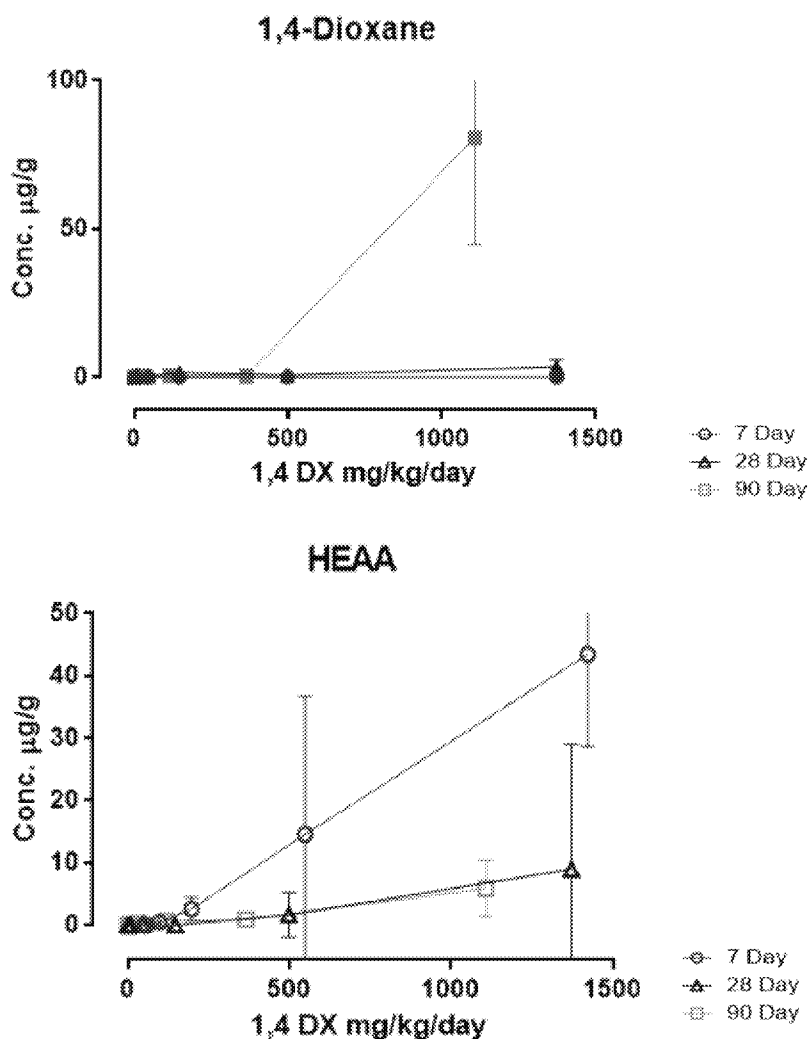 1,4-Dioxane
100
50
0
Conc. µg/g
0 500 1000 1500
1,4 DX mg/kg/day
7 Day
28 Day
90 Day
HEAA
50
40
30
20
10
0
Conc. µg/g
0 500 1000 1500
1,4 DX mg/kg/day
7 Day
28 Day
90 Day